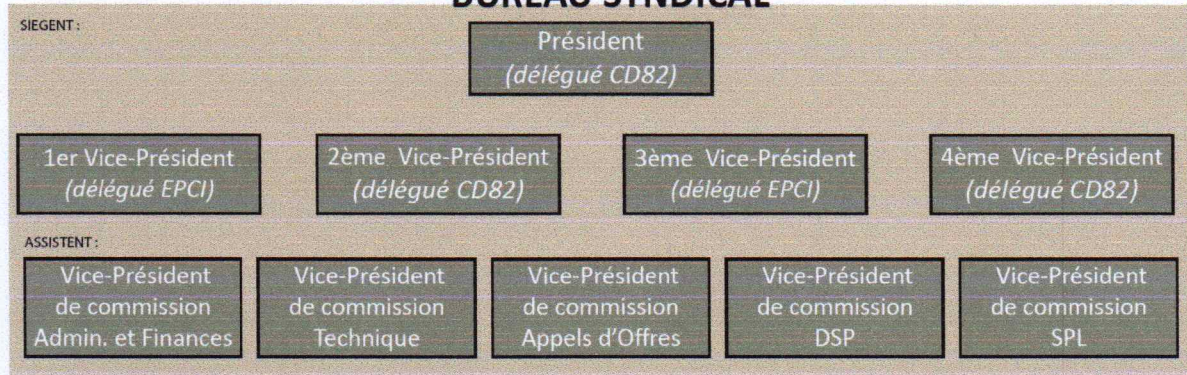 BUREAU SYNDICAL
SIEGENT :
Président
(délégué CD82)
1er Vice-Président
(délégué EPCI)
2ème Vice-Président
(délégué CD82)
3ème Vice-Président
(délégué EPCI)
4ème Vice-Président
(délégué CD82)
ASSISTENT :
Vice-Président
de commission
Admin. et Finances
Vice-Président
de commission
Technique
Vice-Président
de commission
Appels d'Offres
Vice-Président
de commission
DSP
Vice-Président
de commission
SPL